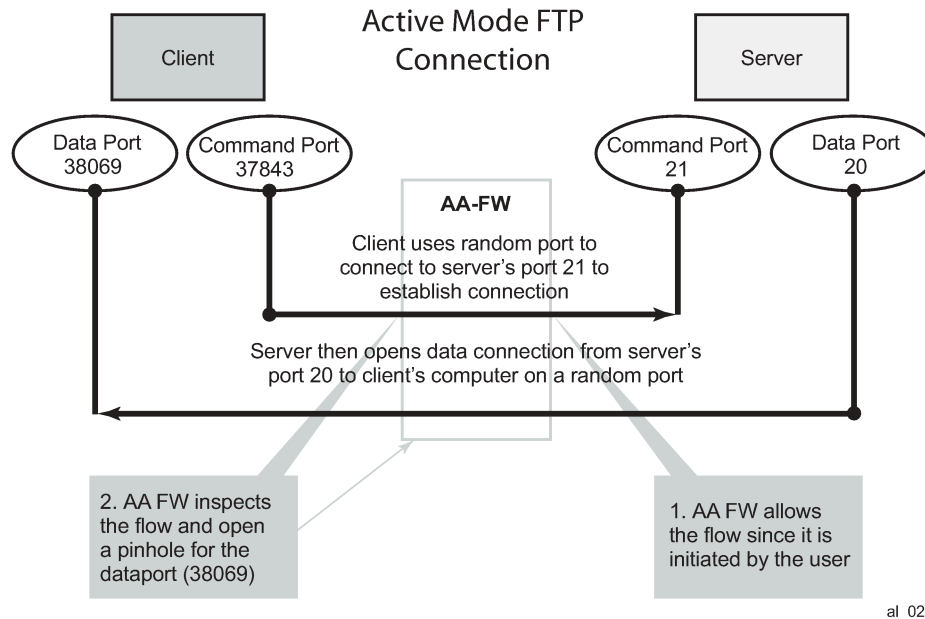 Active Mode FTP
Connection
Client
Server
Data Port
38069
Command Port
37843
Command Port
21
Data Port
20
AA-FW
Client uses random port to
connect to server’s port 21 to
establish connection
Server then opens data connection from server’s
port 20 to client’s computer on a random port
2. AA FW inspects
the flow and open
a pinhole for the
dataport (38069)
1. AA FW allows
the flow since it is
initiated by the user
al_02